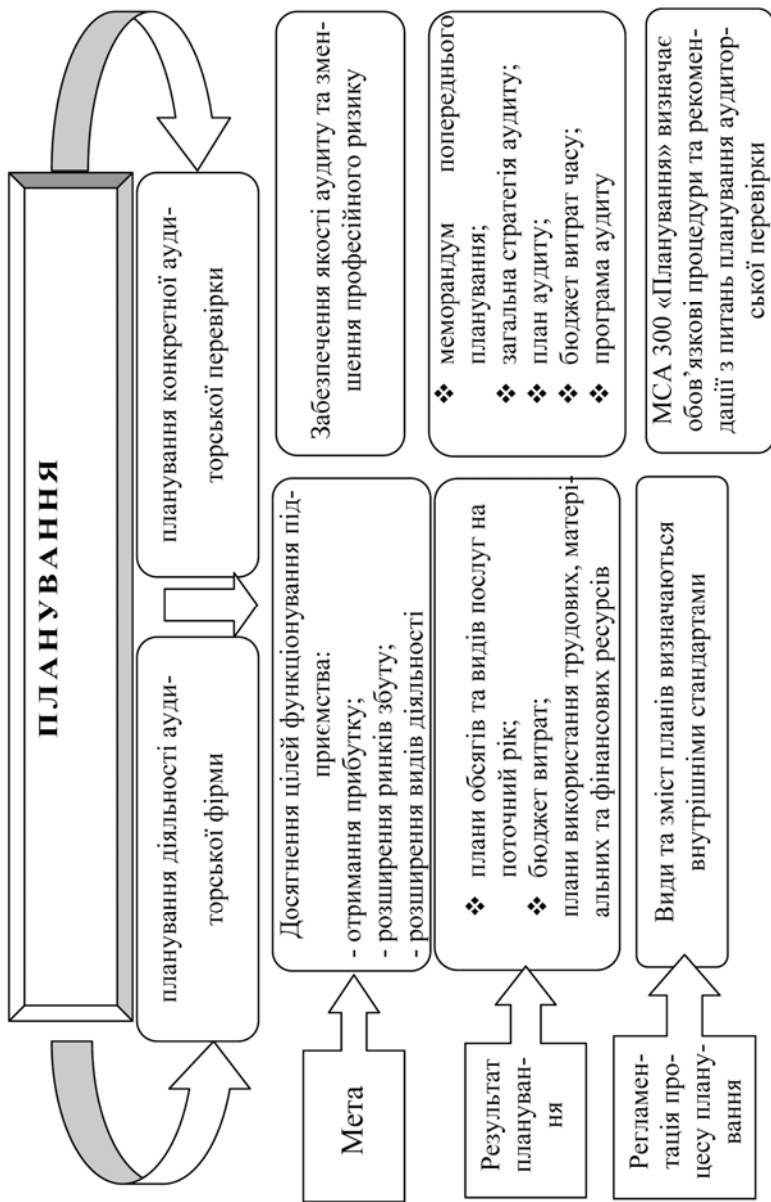 ПЛАНУВАННЯ
планування діяльності ауди-
торської фірми
планування конкретної ауди-
торської перевірки
Мета
Досягнення цілей функціонування під-
приємства:
- отримання прибутку;
- розширення ринків збуту;
- розширення видів діяльності
Забезпечення якості аудиту та змен-
шення професійного ризику
Результат
плануван-
ня
❖ плани обсягів та видів послуг на
поточний рік;
❖ бюджет витрат;
плани використання трудових, матері-
альних та фінансових ресурсів
❖ меморандум попереднього
планування;
❖ загальна стратегія аудиту;
❖ план аудиту;
❖ бюджет витрат часу;
❖ програма аудиту
Регламен-
тація про-
цесу плану-
вання
Види та зміст планів визначаються
внутрішніми стандартами
МСА 300 «Планування» визначає
обов’язкові процедури та рекомен-
дації з питань планування аудитор-
ської перевірки